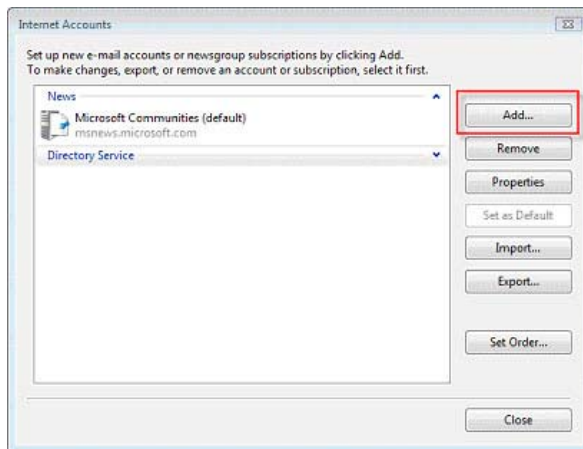 Internet Accounts
Set up new e-mail accounts or newsgroup subscriptions by clicking Add.
To make changes, export, or remove an account or subscription, select it first.
News
Microsoft Communities (default)
msnews.microsoft.com
Directory Service
Add...
Remove
Properties
Set as Default
Import...
Export...
Set Order...
Close